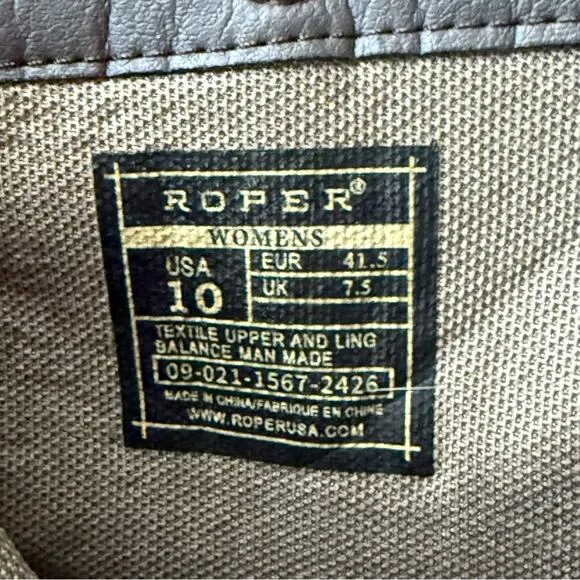 ROPER®
WOMENS
USA
10
EUR 41.5
UK 7.5
TEXTILE UPPER AND LING
BALANCE MAN MADE
09-021-1567-2426
MADE IN CHINA/FABRIQUE EN CHINE
WWW.ROPERUSA.COM